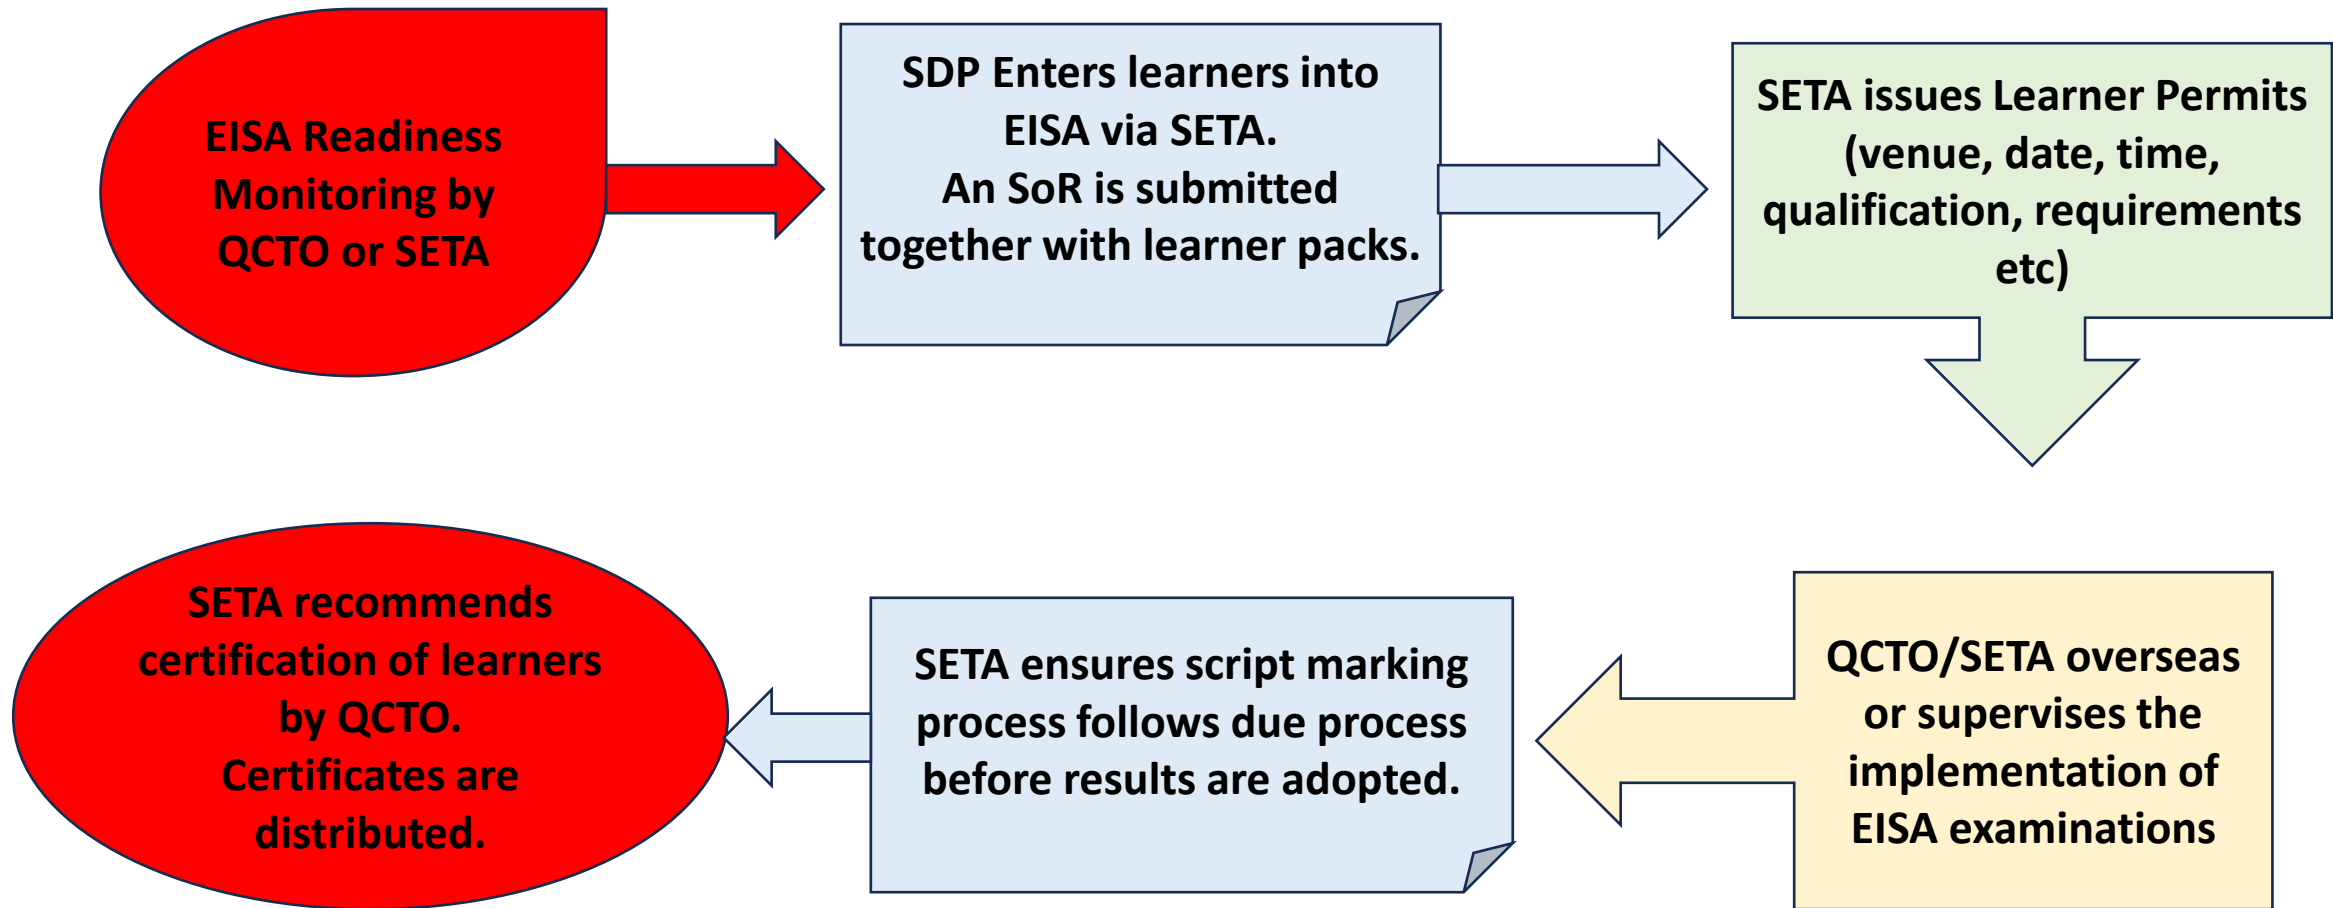 EISA Readiness
Monitoring by
QCTO or SETA
SDP Enters learners into
EISA via SETA.
An SoR is submitted
together with learner packs.
SETA issues Learner Permits
(venue, date, time,
qualification, requirements
etc)
QCTO/SETA overseas
or supervises the
implementation of
EISA examinations
SETA ensures script marking
process follows due process
before results are adopted.
SETA recommends
certification of learners
by QCTO.
Certificates are
distributed.